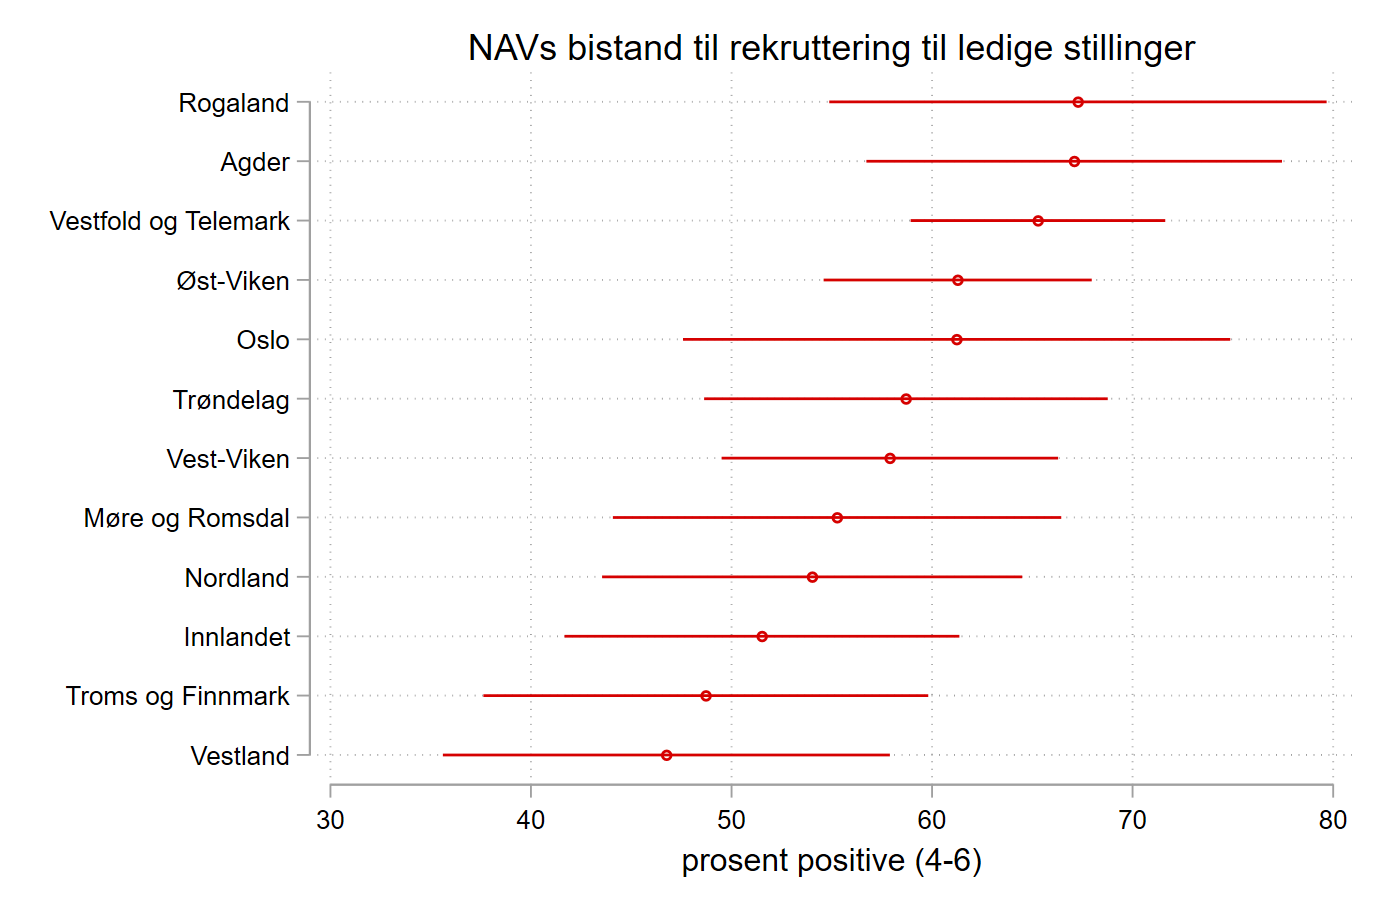 NAVs bistand til rekruttering til ledige stillinger
Rogaland
Agder
Vestfold og Telemark
Øst-Viken
Oslo
Trøndelag
Vest-Viken
Møre og Romsdal
Nordland
Innlandet
Troms og Finnmark
Vestland
30 40 50 60 70 80
prosent positive (4-6)